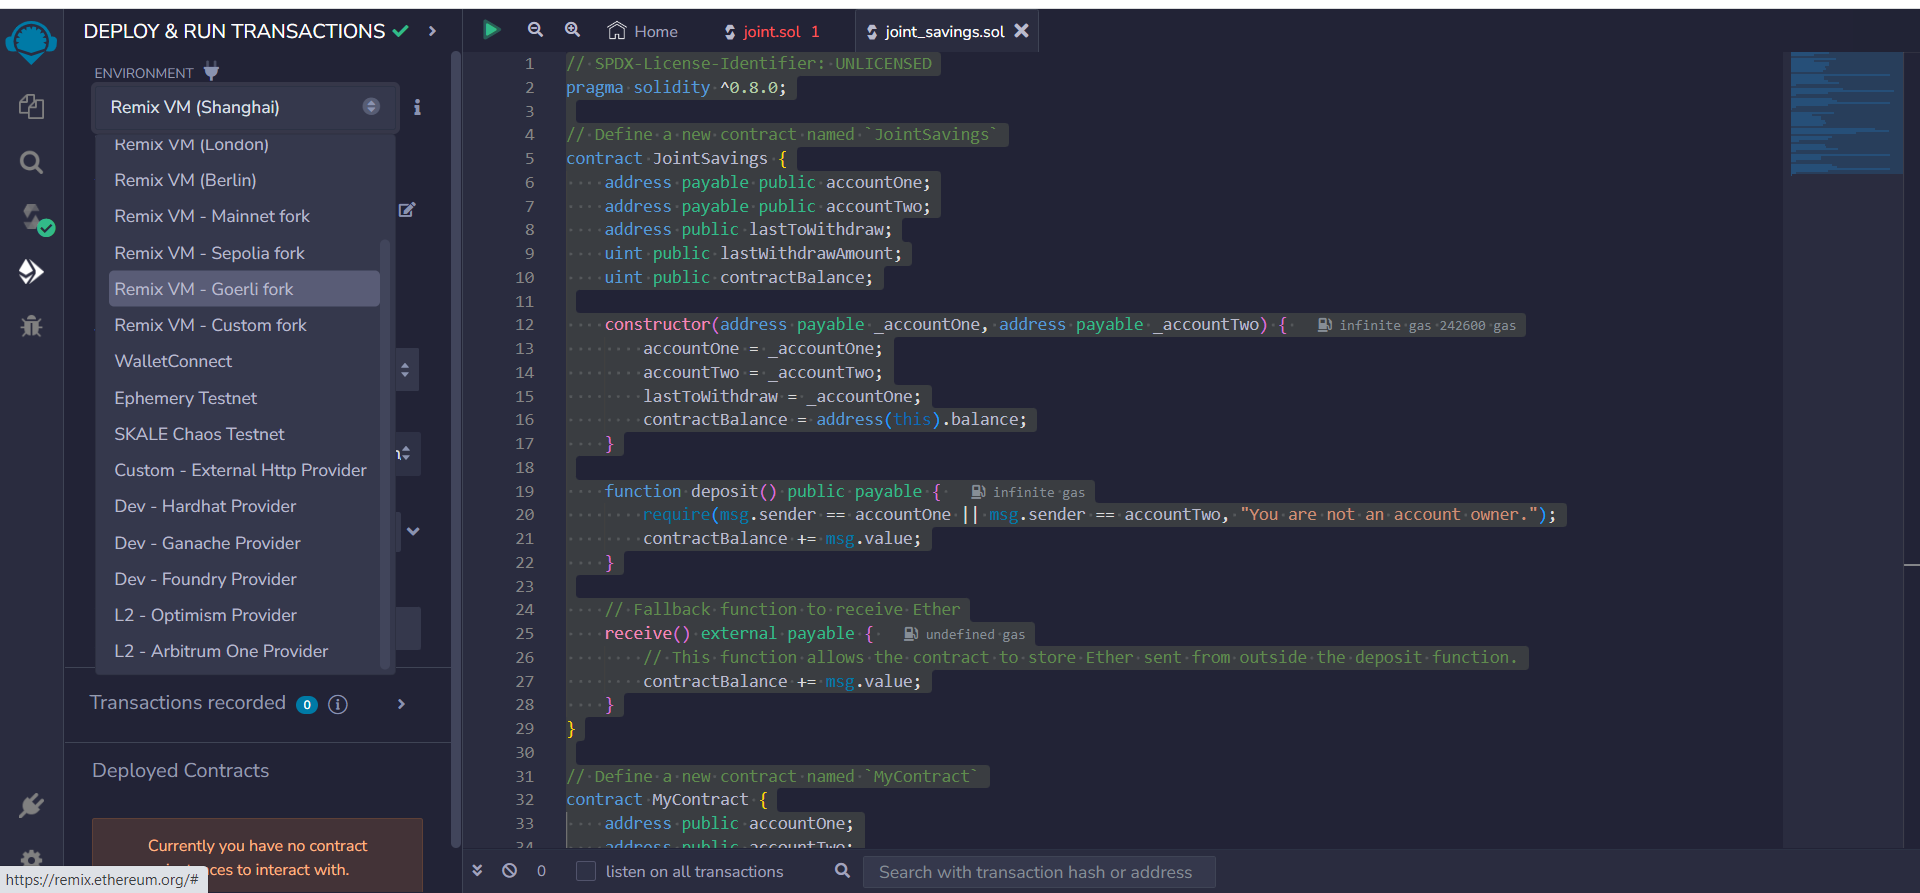 DEPLOY & RUN TRANSACTIONS
ENVIRONMENT
Remix VM (Shanghai)
Remix VM (London)
Remix VM (Berlin)
Remix VM - Mainnet fork
Remix VM - Sepolia fork
Remix VM - Goerli fork
Remix VM - Custom fork
WalletConnect
Ephemery Testnet
SKALE Chaos Testnet
Custom - External Http Provider
Dev - Hardhat Provider
Dev - Ganache Provider
Dev - Foundry Provider
L2 - Optimism Provider
L2 - Arbitrum One Provider
Transactions recorded 0 i
Deployed Contracts
Currently you have no contract
ces to interact with.
https://remix.ethereum.org/#
Home
joint.sol 1
joint_savings.sol
1 // SPDX-License-Identifier: UNLICENSED
2 pragma solidity ^0.8.0;
3
4 // Define a new contract named `JointSavings`
5 contract JointSavings {
6 address payable public accountOne;
7 address payable public accountTwo;
8 address public lastToWithdraw;
9 uint public lastWithdrawAmount;
10 uint public contractBalance;
11
12 constructor(address payable _accountOne, address payable _accountTwo) { infinite gas 242600 gas
13 accountOne = _accountOne;
14 accountTwo = _accountTwo;
15 lastToWithdraw = _accountOne;
16 contractBalance = address(this).balance;
17 }
18
19 function deposit() public payable { infinite gas
20 require(msg.sender == accountOne || msg.sender == accountTwo, "You are not an account owner.");
21 contractBalance += msg.value;
22 }
23
24 // Fallback function to receive Ether
25 receive() external payable { undefined gas
26 // This function allows the contract to store Ether sent from outside the deposit function.
27 contractBalance += msg.value;
28 }
29 }
30
31 // Define a new contract named `MyContract`
32 contract MyContract {
33 address public accountOne;
34 address public accountTwo;
0 listen on all transactions Search with transaction hash or address